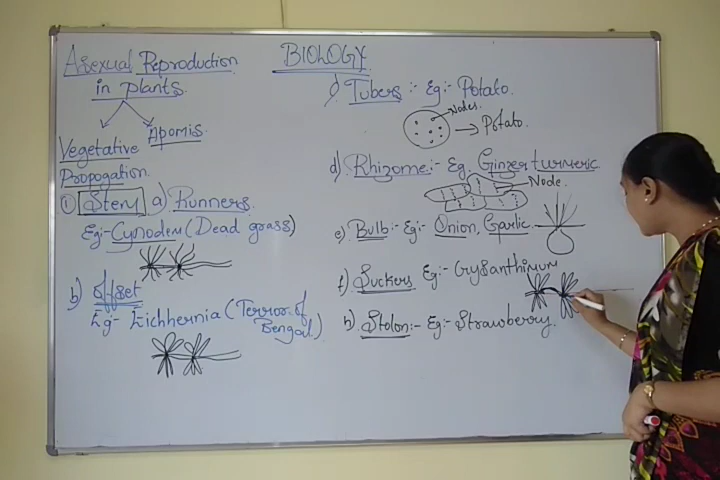 BIOLOGY
Asexual Reproduction
in plants.
Vegetative
Propogation.
Apomis.
① Stem a) Runners.
Eg:- Cynodem (Dead grass)
b) Offset
Eg:- Eichhernia (Terror of
Bengal)
c) Tubers :- Eg:- Potato.
Nodes.
Potato.
d) Rhizome :- Eg. Ginzer turmeric
Node.
e) Bulb :- Eg:- Onion, Garlic
f) Suckers Eg:- Crysanthimum
h) Stolon :- Eg:- Strawberry.